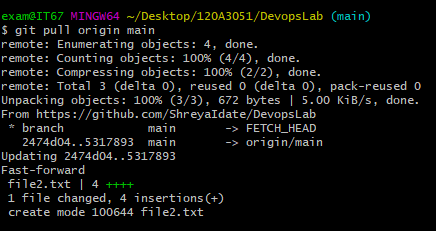 exam@IT67 MINGW64 ~/Desktop/120A3051/DevopsLab (main)
$ git pull origin main
remote: Enumerating objects: 4, done.
remote: Counting objects: 100% (4/4), done.
remote: Compressing objects: 100% (2/2), done.
remote: Total 3 (delta 0), reused 0 (delta 0), pack-reused 0
Unpacking objects: 100% (3/3), 672 bytes | 5.00 KiB/s, done.
From https://github.com/ShreyaIdate/DevopsLab
 * branch            main       -> FETCH_HEAD
   2474d04..5317893  main       -> origin/main
Updating 2474d04..5317893
Fast-forward
 file2.txt | 4 ++++
 1 file changed, 4 insertions(+)
 create mode 100644 file2.txt